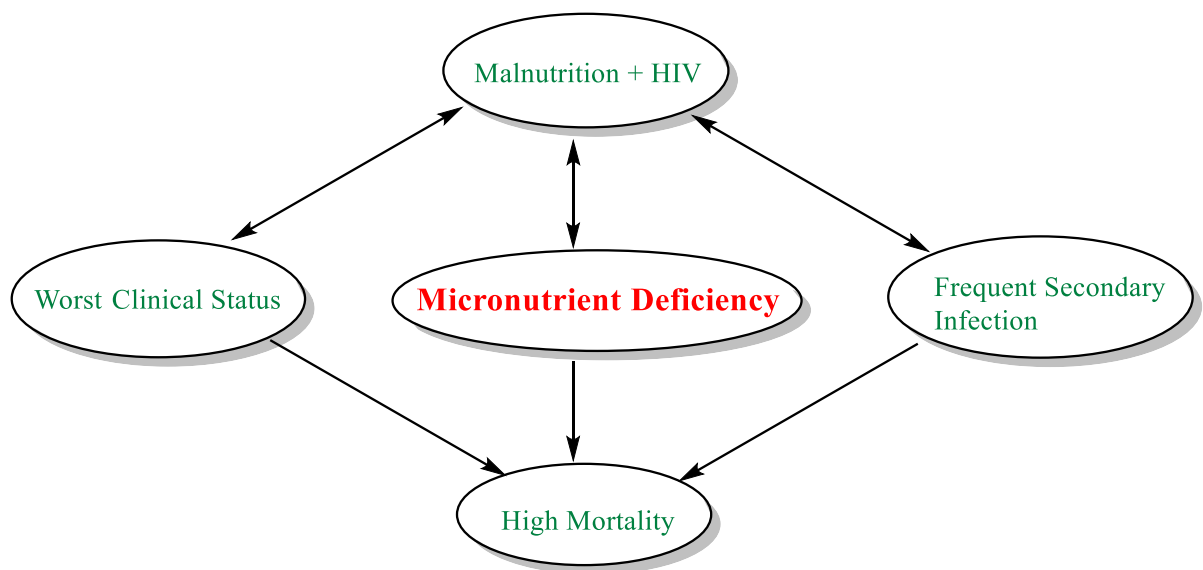 Malnutrition + HIV
Worst Clinical Status
Micronutrient Deficiency
Frequent Secondary
Infection
High Mortality